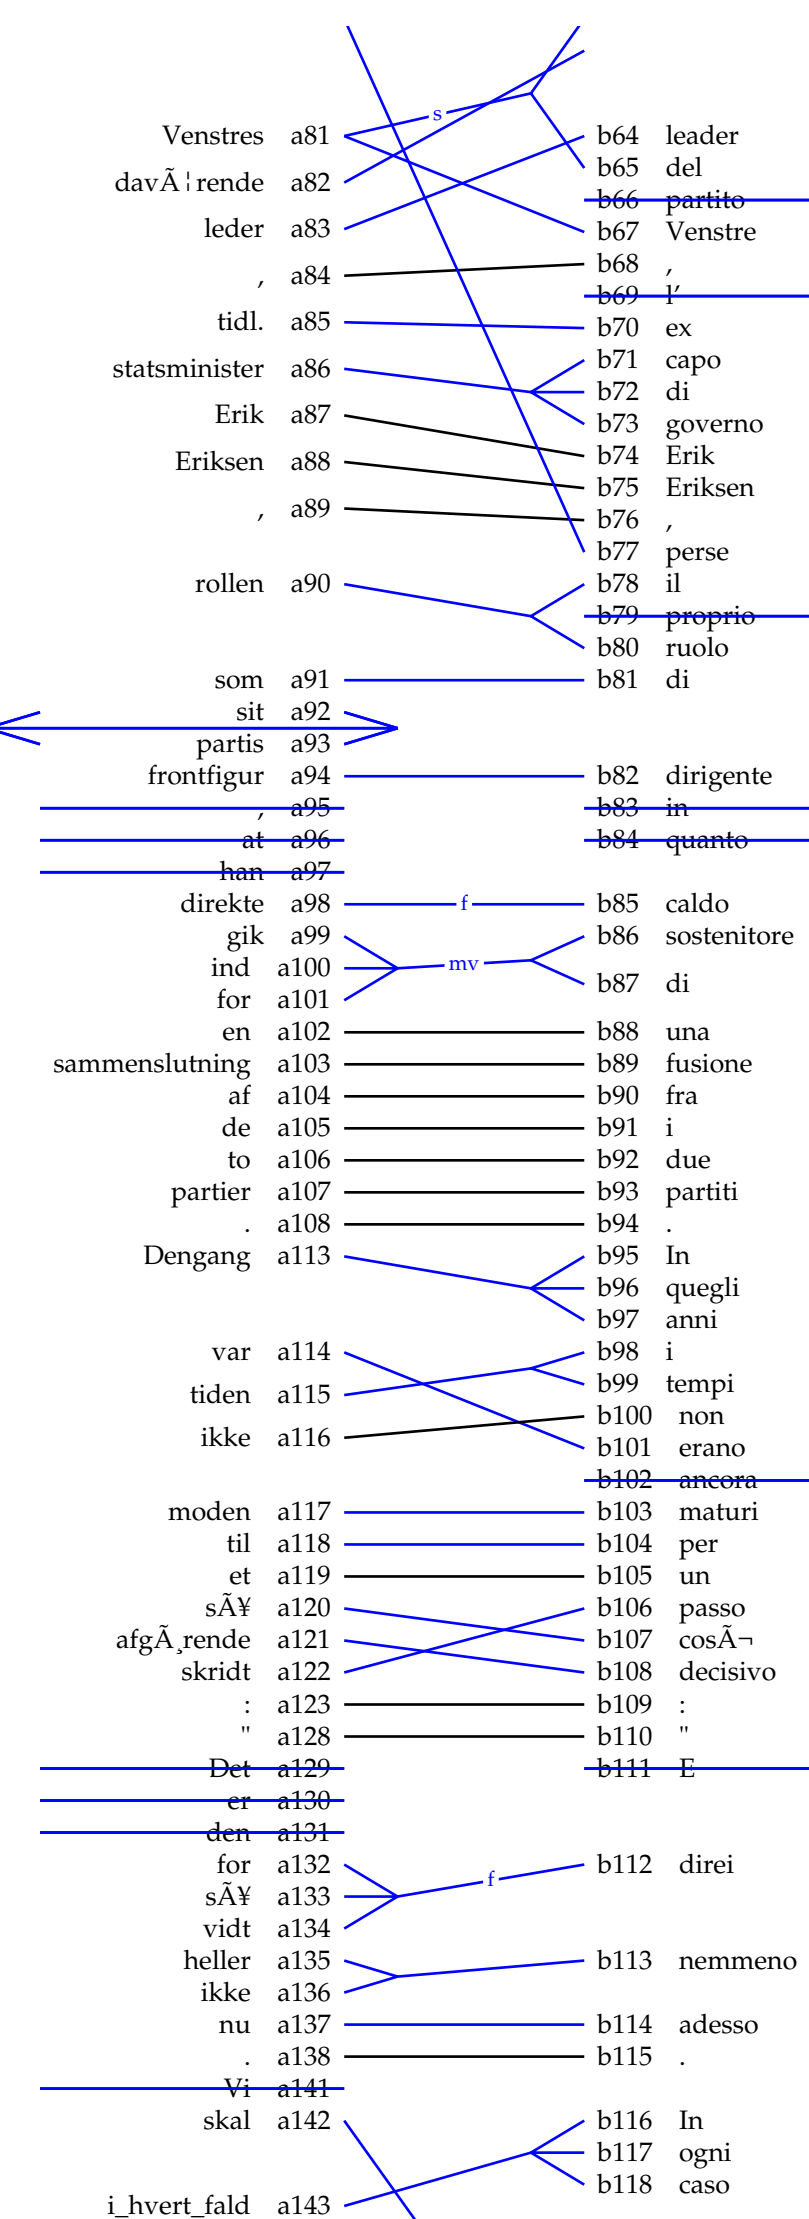 s
Venstres a81 b64 leader
b65 del
davÃ¦rende a82
b66 partito
leder a83 b67 Venstre
b68 ,
, a84
b69 l’
tidl. a85 b70 ex
b71 capo
statsminister a86
b72 di
Erik a87 b73 governo
b74 Erik
Eriksen a88
b75 Eriksen
, a89 b76 ,
b77 perse
rollen a90 b78 il
b79 proprio
b80 ruolo
som a91 b81 di
sit a92
partis a93
frontfigur a94 b82 dirigente
, a95 b83 in
at a96 b84 quanto
han a97
direkte a98 f b85 caldo
gik a99 b86 sostenitore
ind a100 mv
b87 di
for a101
en a102 b88 una
sammenslutning a103 b89 fusione
af a104 b90 fra
de a105 b91 i
to a106 b92 due
partier a107 b93 partiti
. a108 b94 .
Dengang a113 b95 In
b96 quegli
b97 anni
var a114 b98 i
tiden a115 b99 tempi
b100 non
ikke a116
b101 erano
b102 ancora
moden a117 b103 maturi
til a118 b104 per
et a119 b105 un
sÃ¥ a120 b106 passo
afgÃ¸rende a121 b107 cosÃ¬
skridt a122 b108 decisivo
: a123 b109 :
" a128 b110 "
Det a129 b111 E
er a130
den a131
for a132 f b112 direi
sÃ¥ a133
vidt a134
heller a135 b113 nemmeno
ikke a136
nu a137 b114 adesso
. a138 b115 .
Vi a141
skal a142 b116 In
b117 ogni
b118 caso
i_hvert_fald a143